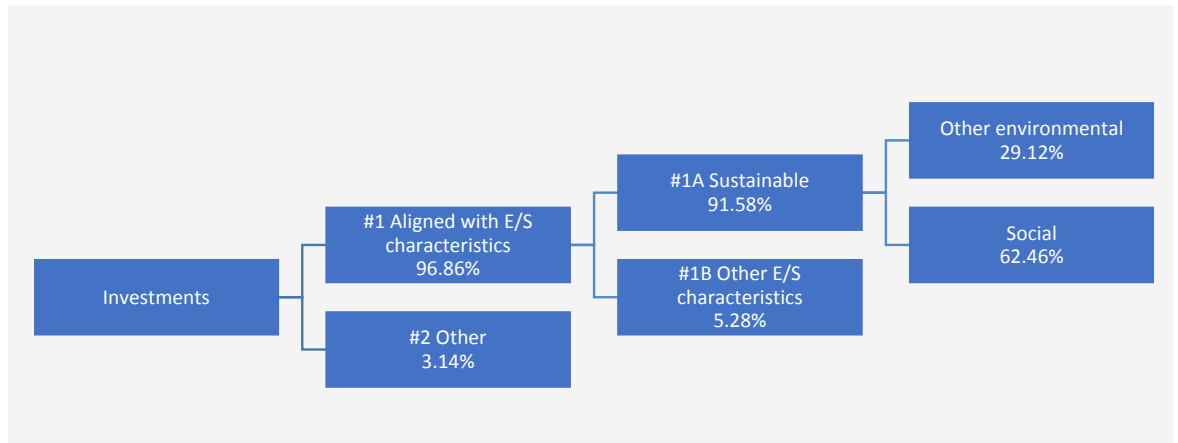 Investments
#1 Aligned with E/S
characteristics
96.86%
#2 Other
3.14%
#1A Sustainable
91.58%
#1B Other E/S
characteristics
5.28%
Other environmental
29.12%
Social
62.46%